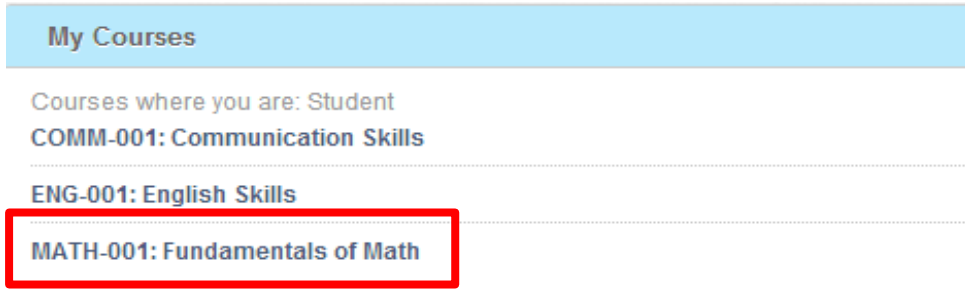 My Courses
Courses where you are: Student
COMM-001: Communication Skills
ENG-001: English Skills
MATH-001: Fundamentals of Math